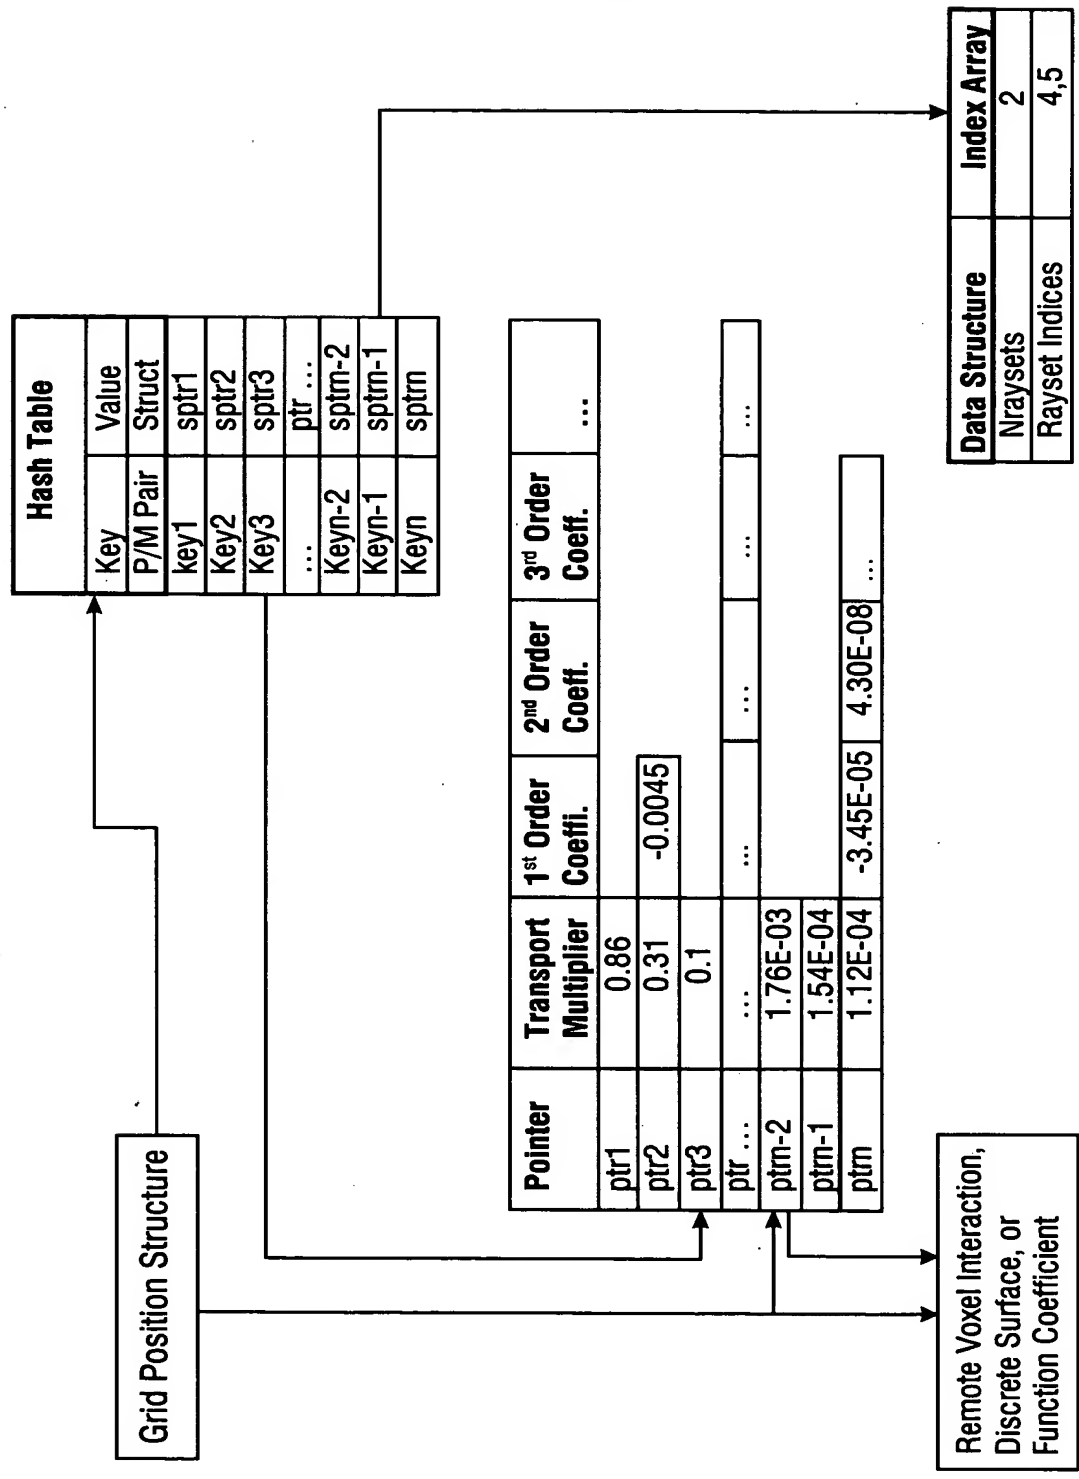 Grid Position Structure
Hash Table
Key Value
P/M Pair Struct
key1 sptr1
Key2 sptr2
Key3 sptr3
... ptr ...
Keyn-2 sptrn-2
Keyn-1 sptrn-1
Keyn sptrn
Pointer Transport Multiplier 1st Order Coeffi. 2nd Order Coeff. 3rd Order Coeff. ...
ptr1 0.86
ptr2 0.31 -0.0045
ptr3 0.1
ptr ... ... ... ... ... ...
ptrn-2 1.76E-03
ptrn-1 1.54E-04
ptrn 1.12E-04 -3.45E-05 4.30E-08 ...
Remote Voxel Interaction,
Discrete Surface, or
Function Coefficient
Data Structure Index Array
Nraysets 2
Rayset Indices 4,5